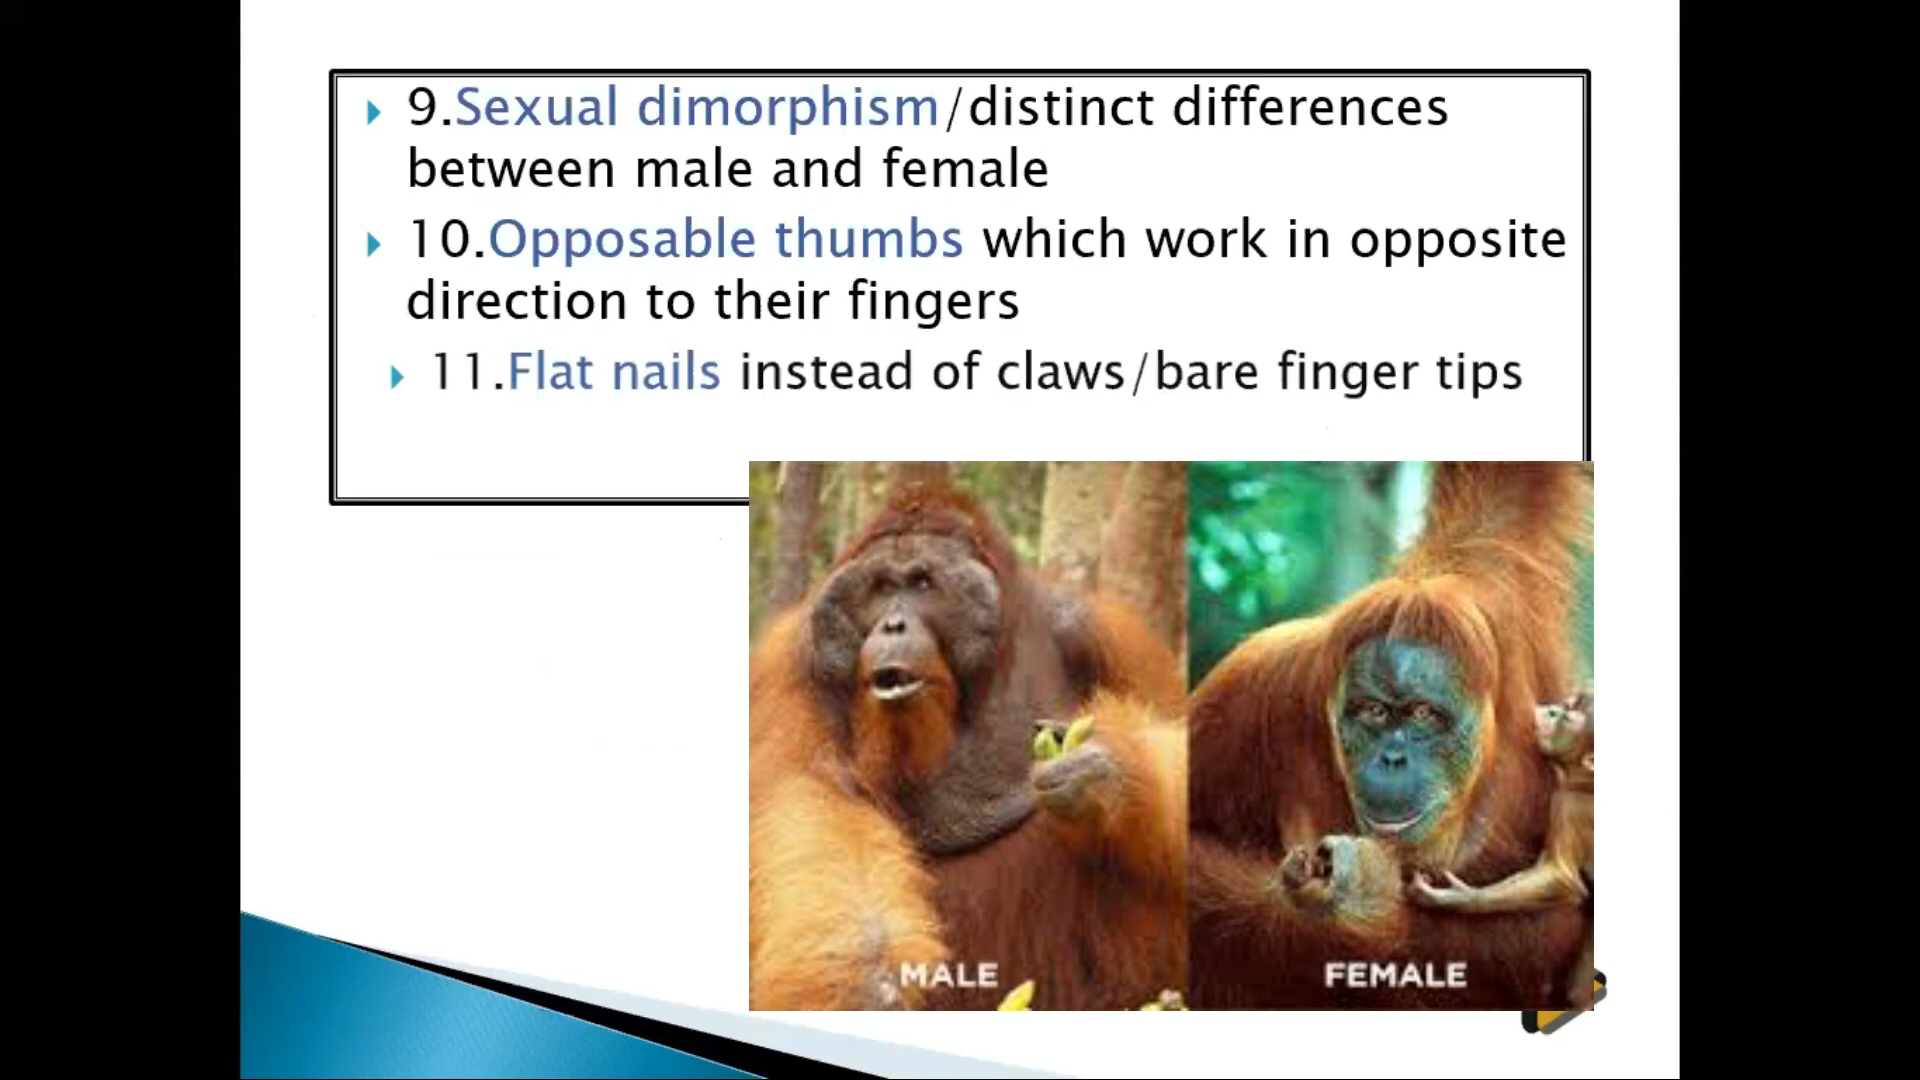 9.Sexual dimorphism/distinct differences
between male and female
10.Opposable thumbs which work in opposite
direction to their fingers
11.Flat nails instead of claws/bare finger tips
MALE
FEMALE